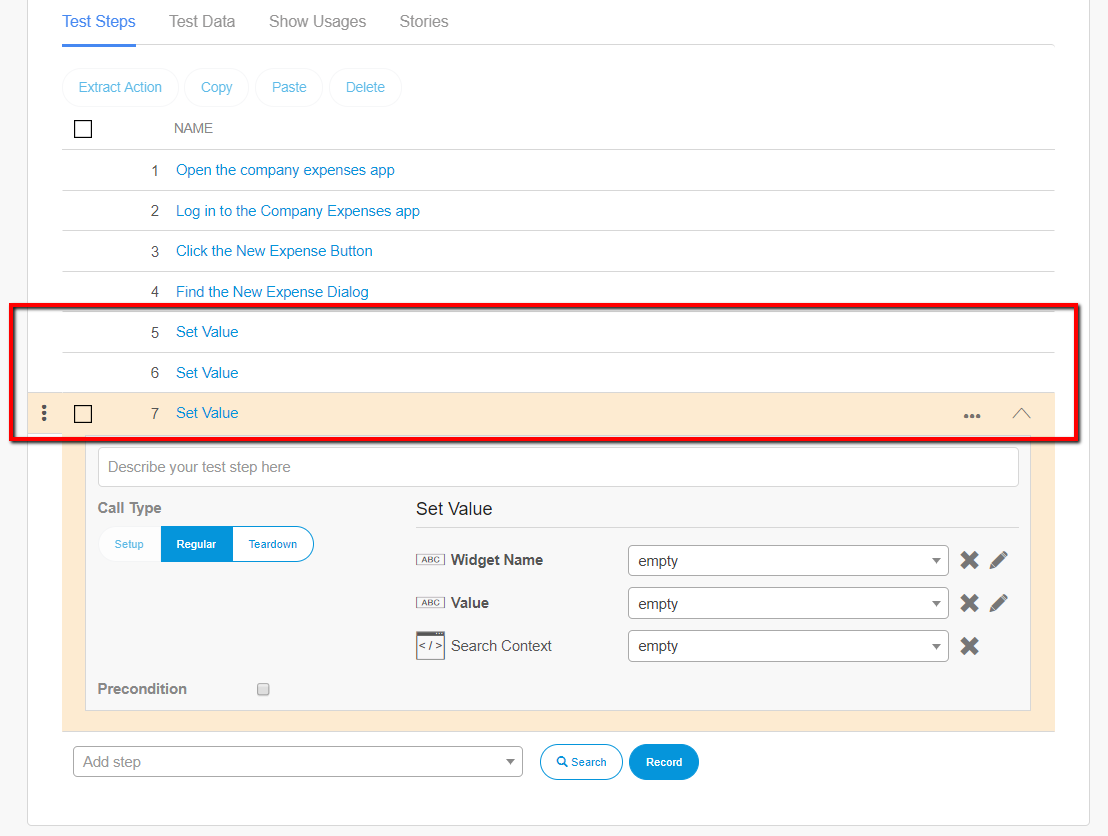 Test Steps Test Data Show Usages Stories
Extract Action Copy Paste Delete
NAME
1 Open the company expenses app
2 Log in to the Company Expenses app
3 Click the New Expense Button
4 Find the New Expense Dialog
5 Set Value
6 Set Value
7 Set Value
Describe your test step here
Call Type
Setup Regular Teardown
Set Value
ABC Widget Name empty
ABC Value empty
</> Search Context empty
Precondition
Add step Search Record